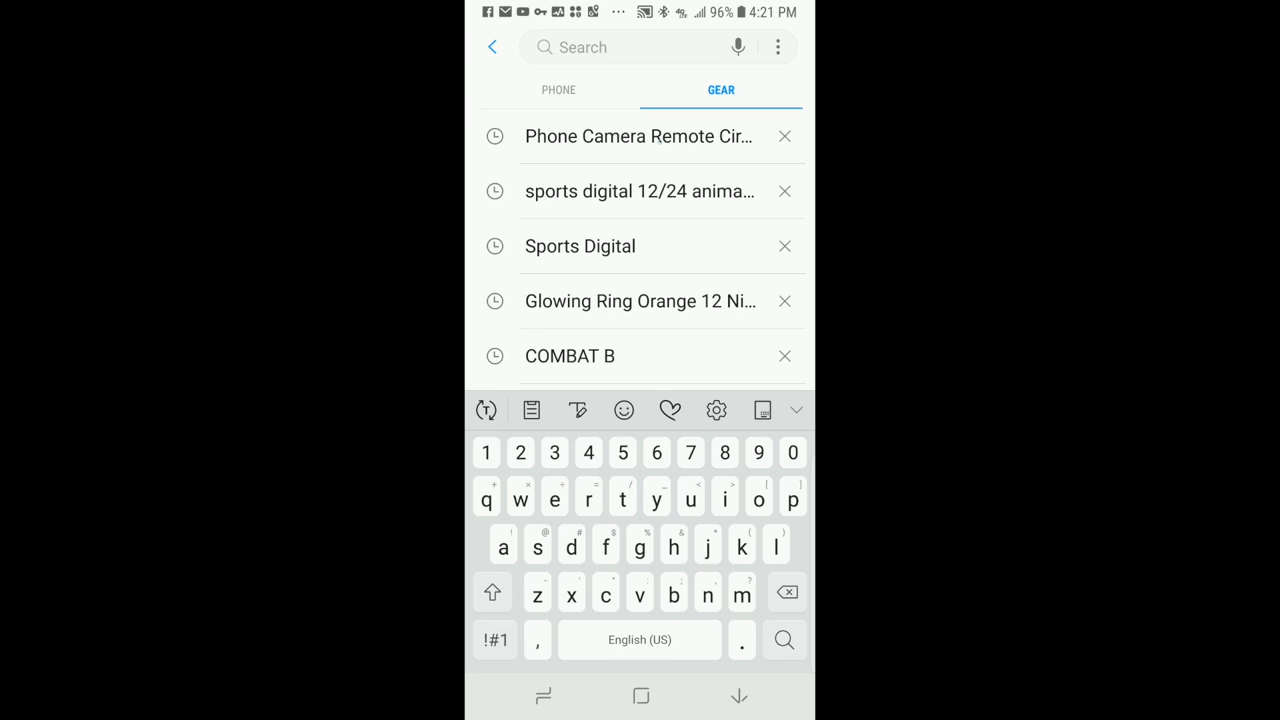 96% 4:21 PM
Search
PHONE GEAR
Phone Camera Remote Cir...
sports digital 12/24 anima...
Sports Digital
Glowing Ring Orange 12 Ni...
COMBAT B
1 2 3 4 5 6 7 8 9 0
+ × ÷ = / _ < > [ ]
q w e r t y u i o p
! @ # $ % & * ( )
a s d f g h j k l
- ' " : ; , ?
z x c v b n m
!#1 , English (US) .